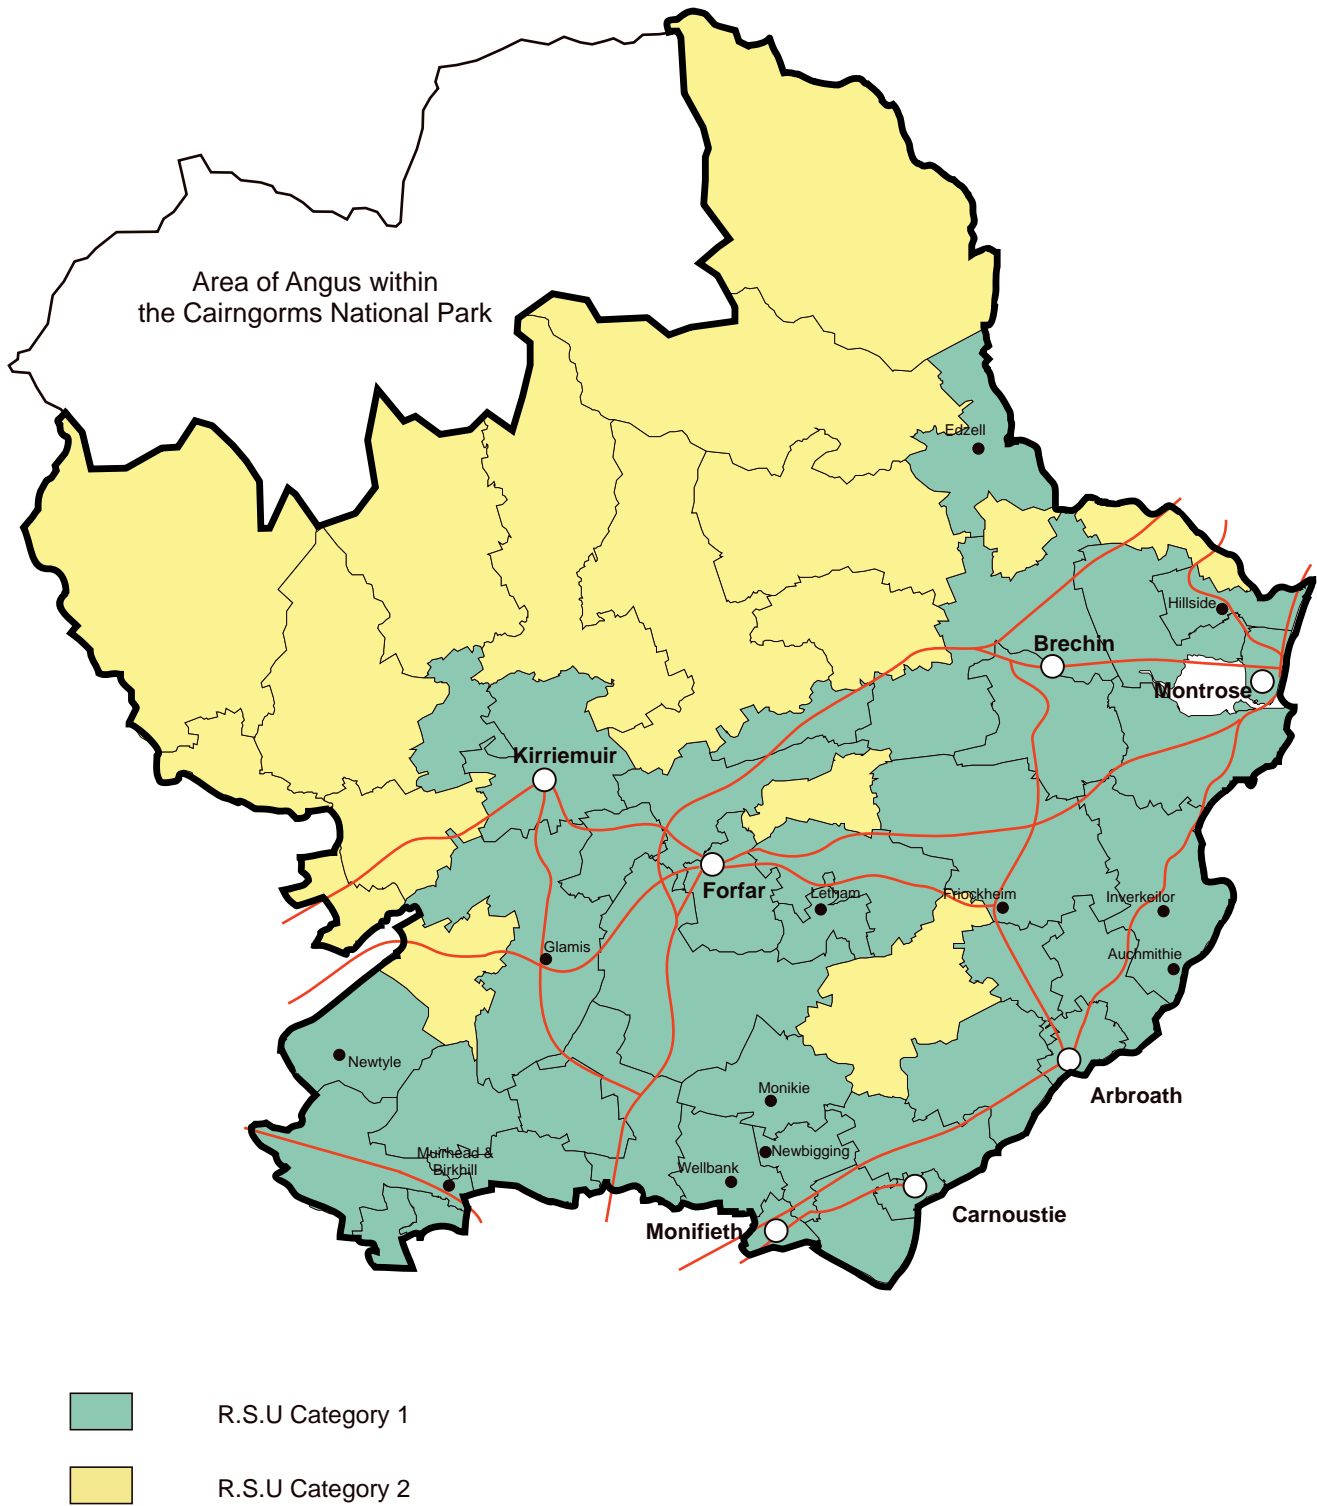 Area of Angus within
the Cairngorms National Park
Edzell
Hillside
Brechin
Montrose
Kirriemuir
Forfar
Letham
Friockheim
Inverkeilor
Glamis
Auchmithie
Newtyle
Monikie
Arbroath
Muirhead &
Birkhill
Newbigging
Wellbank
Carnoustie
Monifieth
R.S.U Category 1
R.S.U Category 2